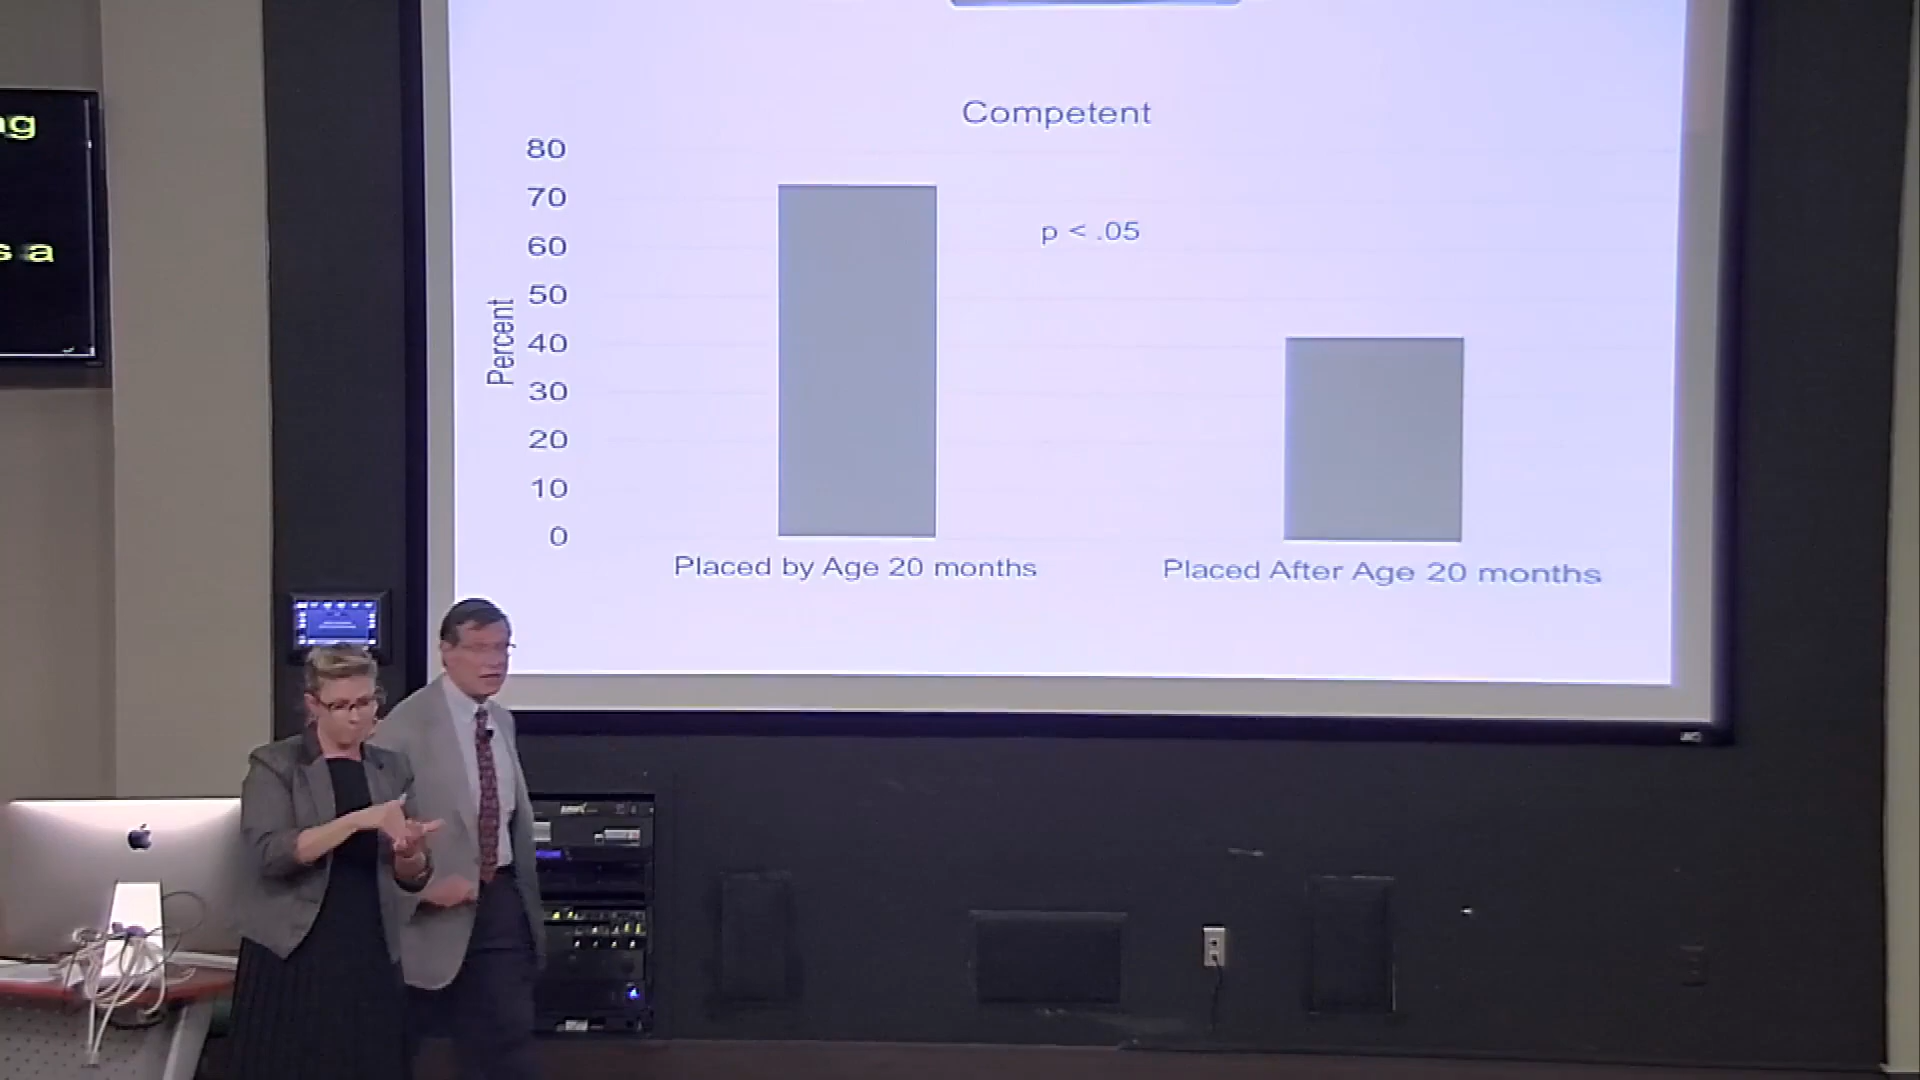 s a
Competent
80
70
60
50
40
30
20
10
0
Percent
p < .05
Placed by Age 20 months
Placed After Age 20 months